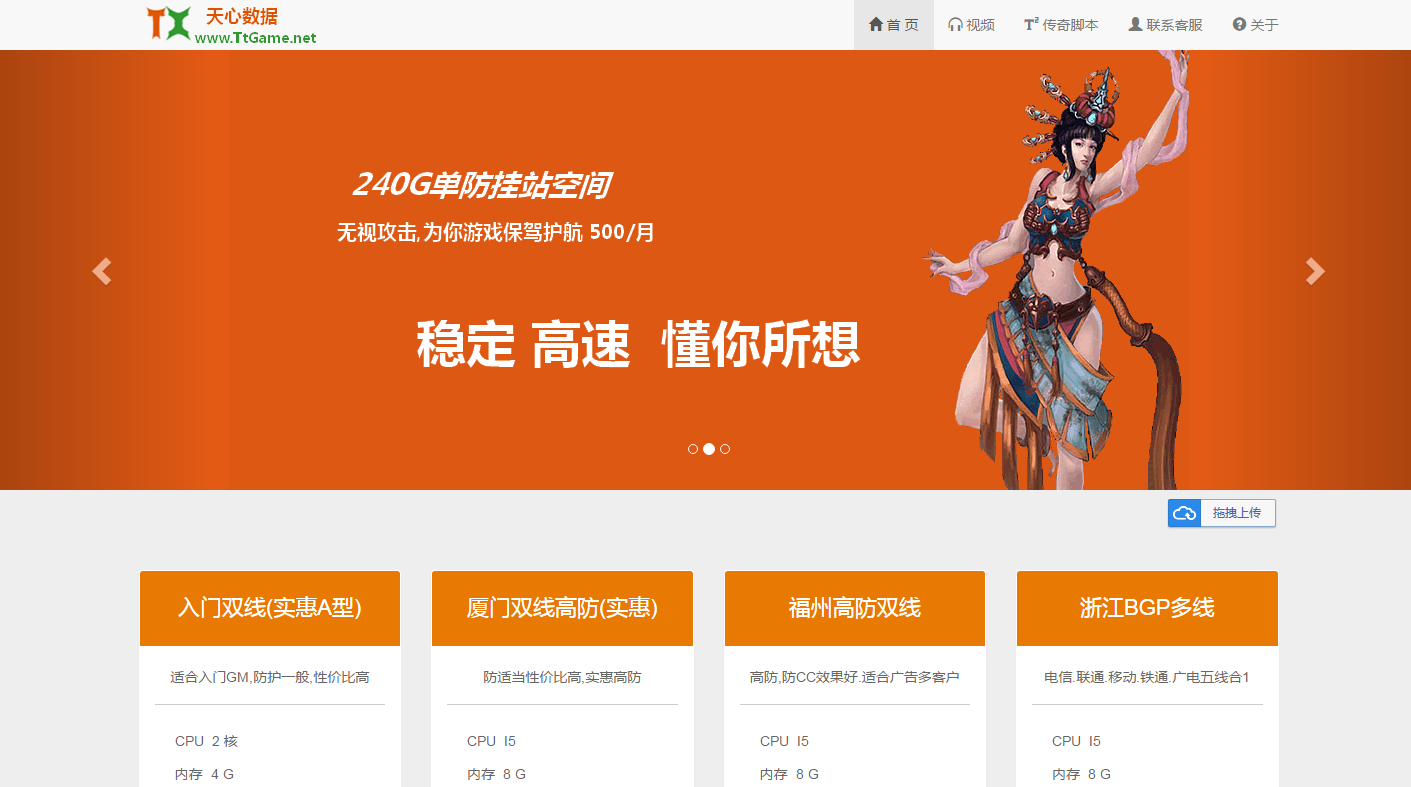 天心数据
www.TtGame.net
首 页
视频
传奇脚本
联系客服
关于
240G单防挂站空间
无视攻击,为你游戏保驾护航 500/月
稳定 高速 懂你所想
拖拽上传
入门双线(实惠A型)
适合入门GM,防护一般,性价比高
CPU 2 核
内存 4 G
厦门双线高防(实惠)
防适当性价比高,实惠高防
CPU I5
内存 8 G
福州高防双线
高防,防CC效果好.适合广告多客户
CPU I5
内存 8 G
浙江BGP多线
电信.联通.移动.铁通.广电五线合1
CPU I5
内存 8 G